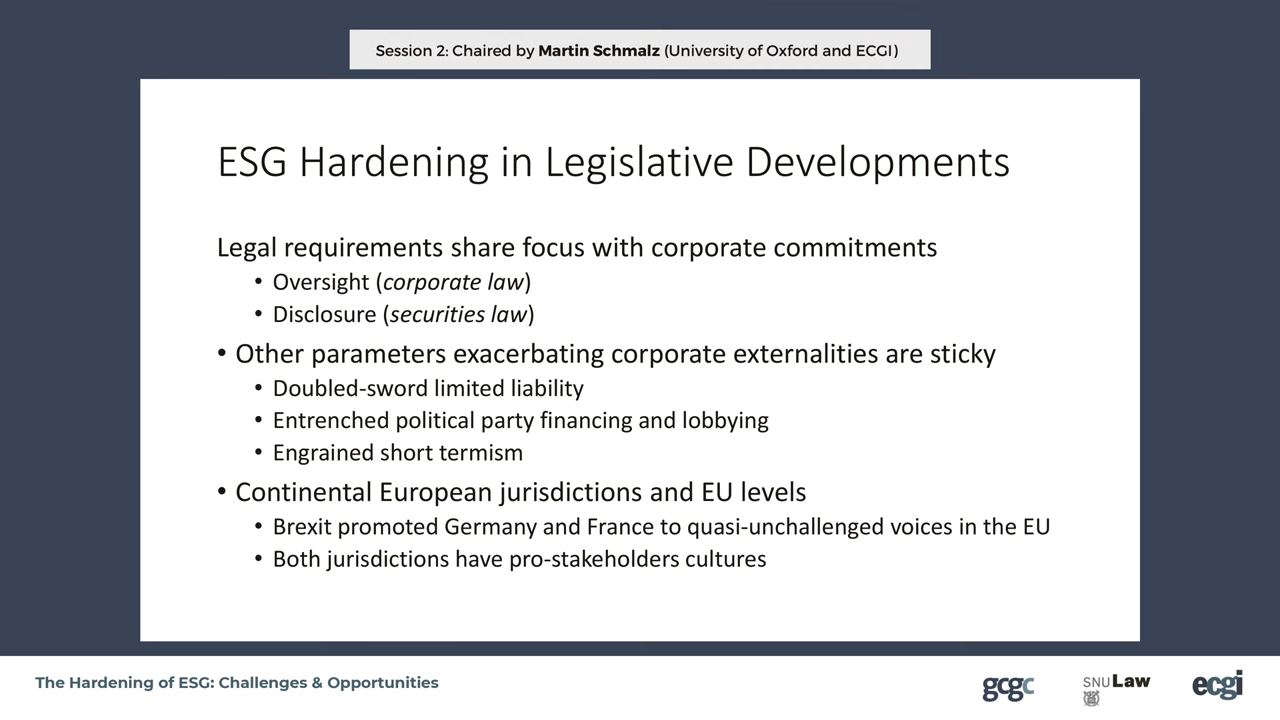 Session 2: Chaired by Martin Schmalz (University of Oxford and ECGI)
ESG Hardening in Legislative Developments
Legal requirements share focus with corporate commitments
• Oversight (corporate law)
• Disclosure (securities law)
• Other parameters exacerbating corporate externalities are sticky
• Doubled-sword limited liability
• Entrenched political party financing and lobbying
• Engrained short termism
• Continental European jurisdictions and EU levels
• Brexit promoted Germany and France to quasi-unchallenged voices in the EU
• Both jurisdictions have pro-stakeholders cultures
The Hardening of ESG: Challenges & Opportunities
gcgc
SNU Law
ecgi